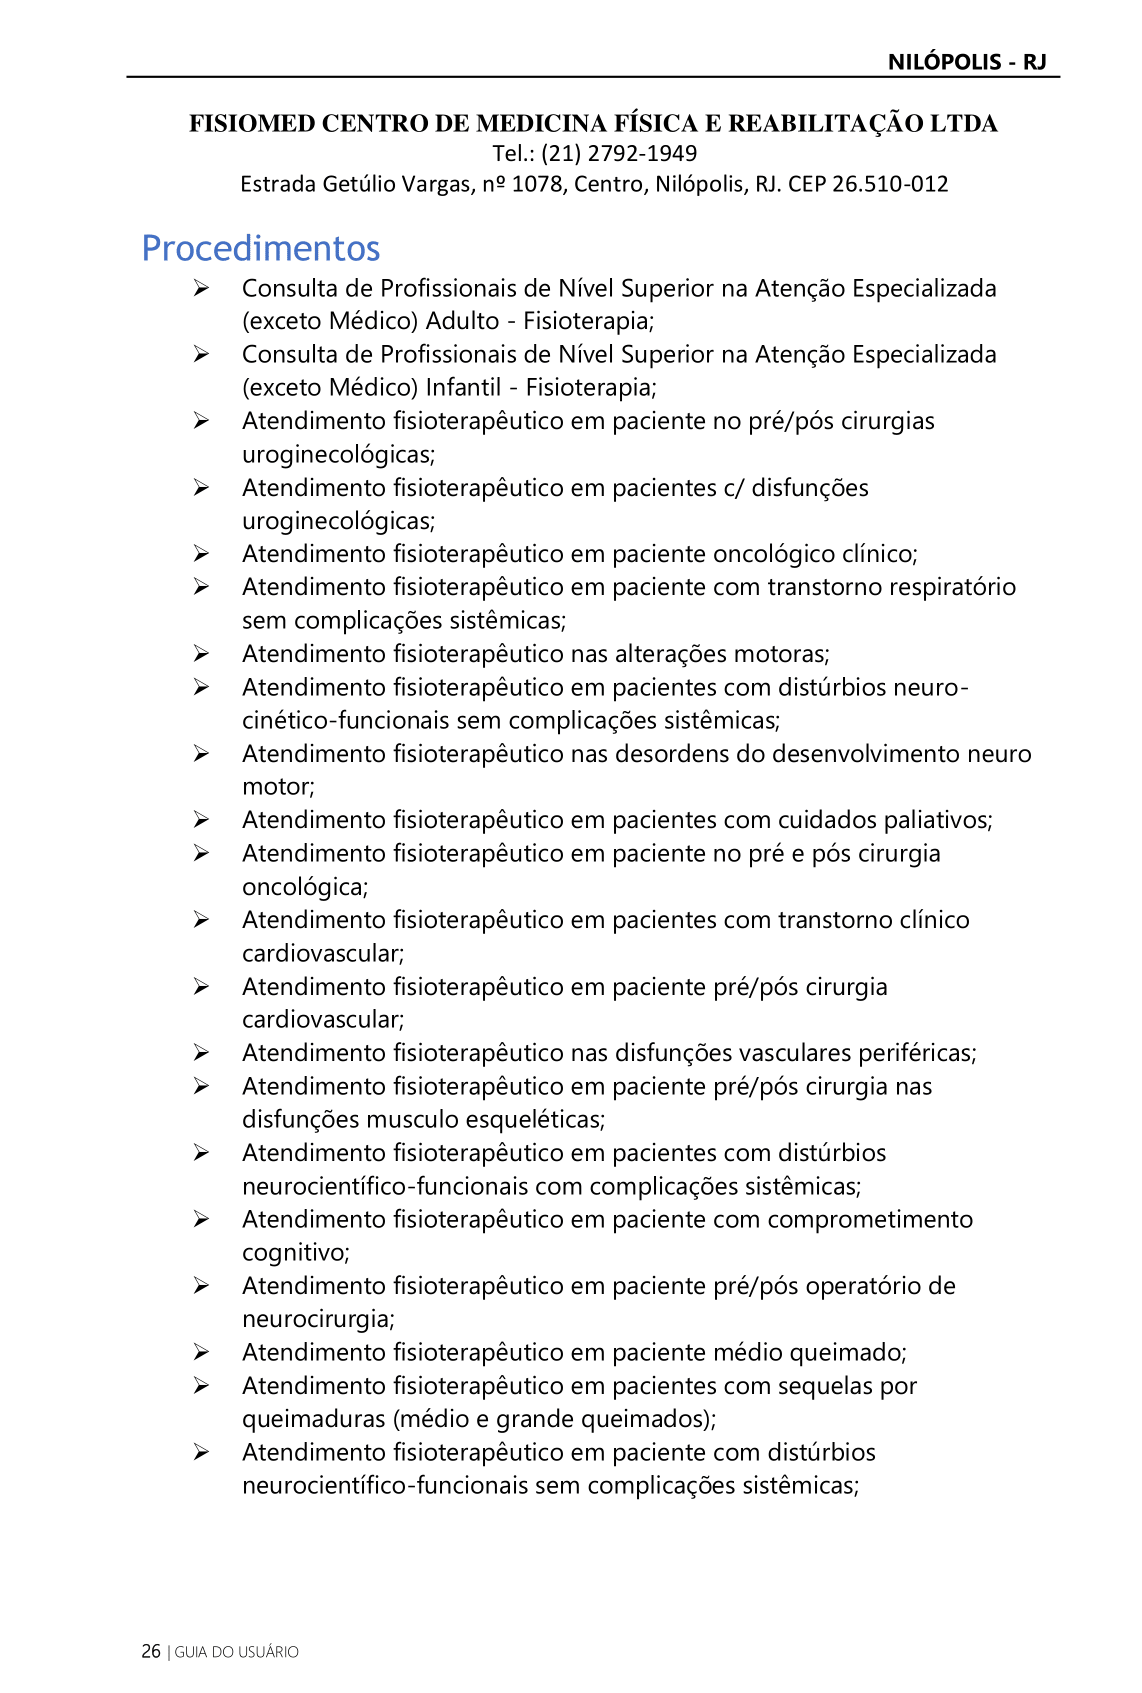 NILÓPOLIS - RJ
FISIOMED CENTRO DE MEDICINA FÍSICA E REABILITAÇÃO LTDA
Tel.: (21) 2792-1949
Estrada Getúlio Vargas, nº 1078, Centro, Nilópolis, RJ. CEP 26.510-012
Procedimentos
➢ Consulta de Profissionais de Nível Superior na Atenção Especializada
(exceto Médico) Adulto - Fisioterapia;
➢ Consulta de Profissionais de Nível Superior na Atenção Especializada
(exceto Médico) Infantil - Fisioterapia;
➢ Atendimento fisioterapêutico em paciente no pré/pós cirurgias
uroginecológicas;
➢ Atendimento fisioterapêutico em pacientes c/ disfunções
uroginecológicas;
➢ Atendimento fisioterapêutico em paciente oncológico clínico;
➢ Atendimento fisioterapêutico em paciente com transtorno respiratório
sem complicações sistêmicas;
➢ Atendimento fisioterapêutico nas alterações motoras;
➢ Atendimento fisioterapêutico em pacientes com distúrbios neuro-
cinético-funcionais sem complicações sistêmicas;
➢ Atendimento fisioterapêutico nas desordens do desenvolvimento neuro
motor;
➢ Atendimento fisioterapêutico em pacientes com cuidados paliativos;
➢ Atendimento fisioterapêutico em paciente no pré e pós cirurgia
oncológica;
➢ Atendimento fisioterapêutico em pacientes com transtorno clínico
cardiovascular;
➢ Atendimento fisioterapêutico em paciente pré/pós cirurgia
cardiovascular;
➢ Atendimento fisioterapêutico nas disfunções vasculares periféricas;
➢ Atendimento fisioterapêutico em paciente pré/pós cirurgia nas
disfunções musculo esqueléticas;
➢ Atendimento fisioterapêutico em pacientes com distúrbios
neurocientífico-funcionais com complicações sistêmicas;
➢ Atendimento fisioterapêutico em paciente com comprometimento
cognitivo;
➢ Atendimento fisioterapêutico em paciente pré/pós operatório de
neurocirurgia;
➢ Atendimento fisioterapêutico em paciente médio queimado;
➢ Atendimento fisioterapêutico em pacientes com sequelas por
queimaduras (médio e grande queimados);
➢ Atendimento fisioterapêutico em paciente com distúrbios
neurocientífico-funcionais sem complicações sistêmicas;
26 | GUIA DO USUÁRIO